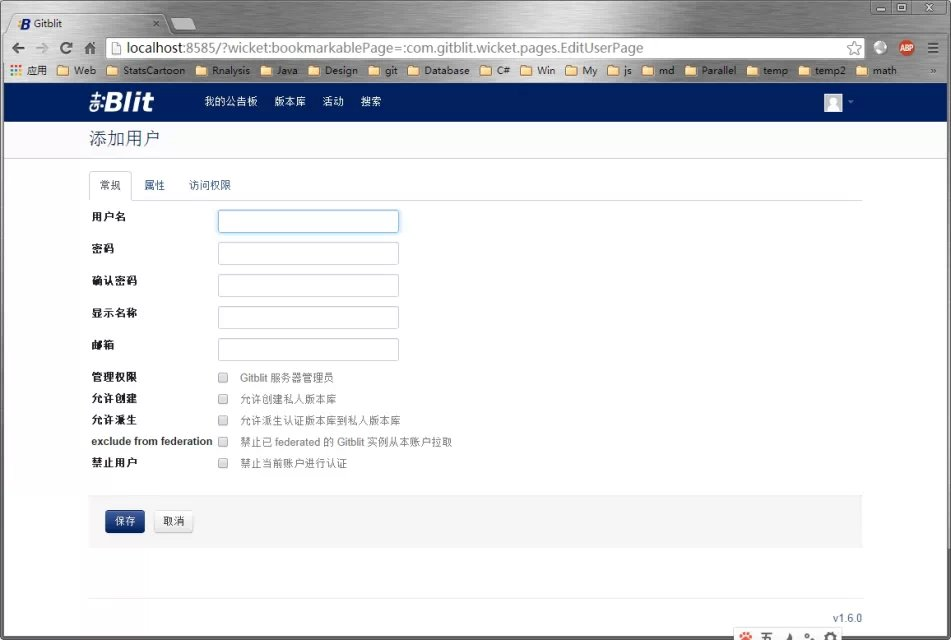 Gitblit
localhost:8585/?wicket:bookmarkablePage=:com.gitblit.wicket.pages.EditUserPage
ABP
应用 Web StatsCartoon Rnalysis Java Design git Database C# Win My js md Parallel temp temp2 math »
Blit 我的公告板 版本库 活动 搜索
添加用户
常规 属性 访问权限
用户名
密码
确认密码
显示名称
邮箱
管理权限 Gitblit 服务器管理员
允许创建 允许创建私人版本库
允许派生 允许派生认证版本库到私人版本库
exclude from federation 禁止已 federated 的 Gitblit 实例从本账户拉取
禁止用户 禁止当前账户进行认证
保存 取消
v1.6.0
五